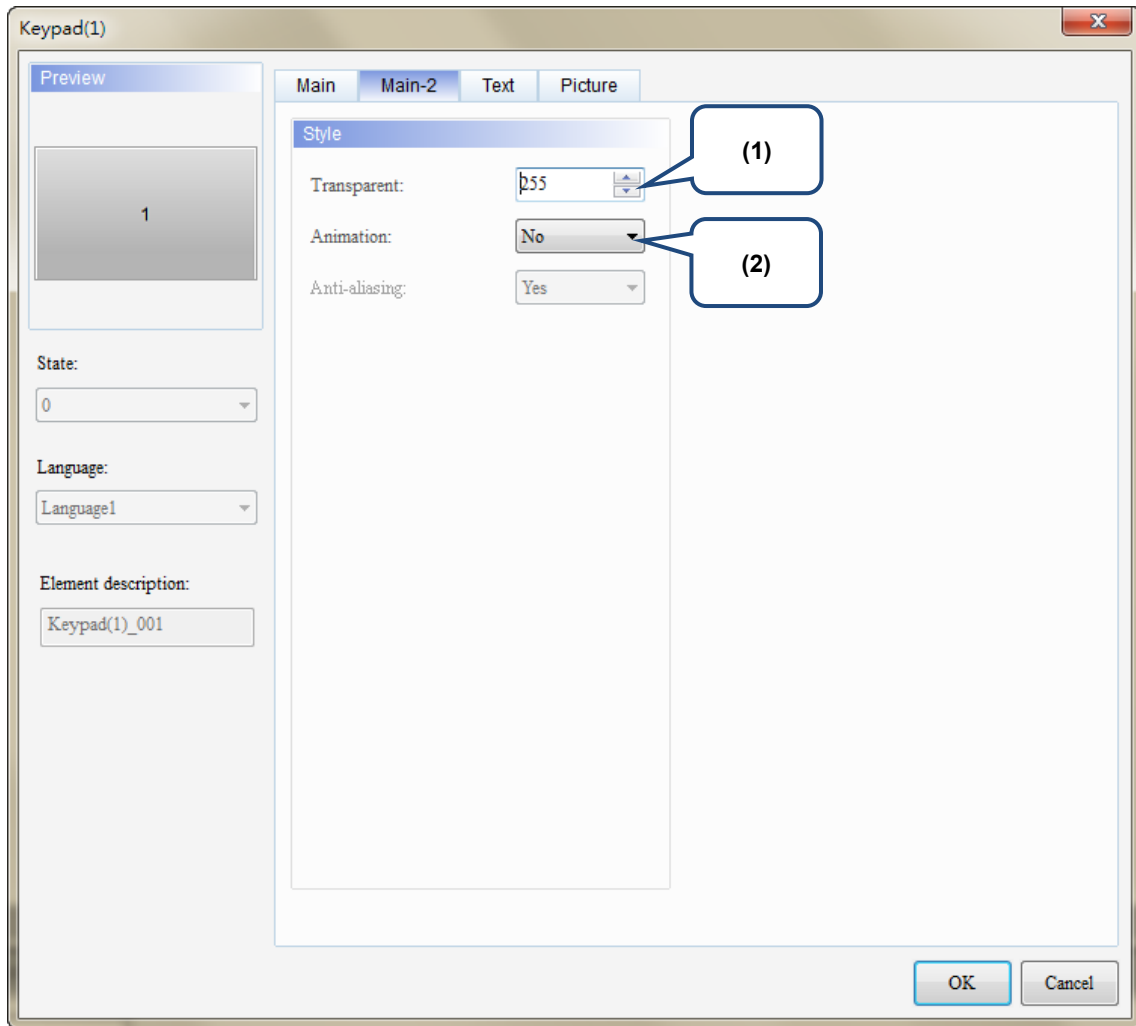 Keypad(1)
Preview
1
State:
0
Language:
Language1
Element description:
Keypad(1)_001
Main Main-2 Text Picture
Style
Transparent: 255
Animation: No
Anti-aliasing: Yes
(1)
(2)
OK Cancel